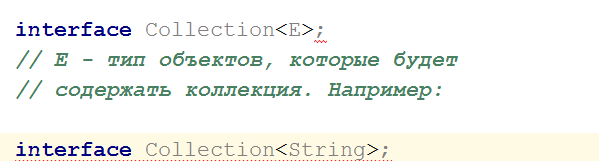 interface Collection<E>;
// E - тип объектов, которые будет
// содержать коллекция. Например:
interface Collection<String>;